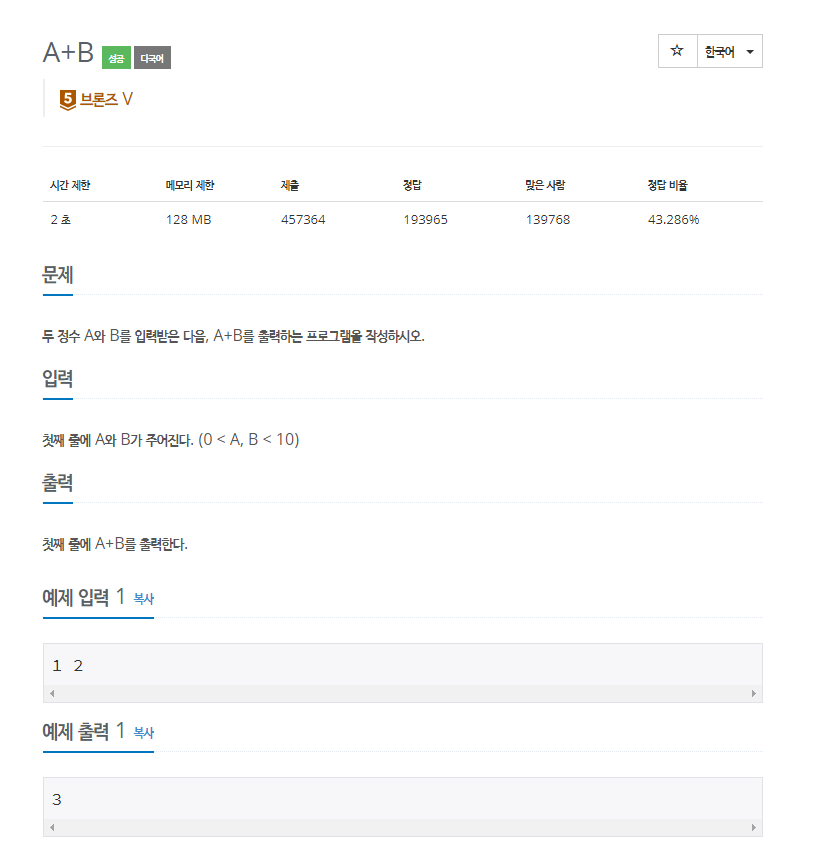 A+B 성공 다국어
☆ 한국어
5 브론즈 V
시간 제한 메모리 제한 제출 정답 맞은 사람 정답 비율
2 초 128 MB 457364 193965 139768 43.286%
문제
두 정수 A와 B를 입력받은 다음, A+B를 출력하는 프로그램을 작성하시오.
입력
첫째 줄에 A와 B가 주어진다. (0 < A, B < 10)
출력
첫째 줄에 A+B를 출력한다.
예제 입력 1 복사
1 2
예제 출력 1 복사
3